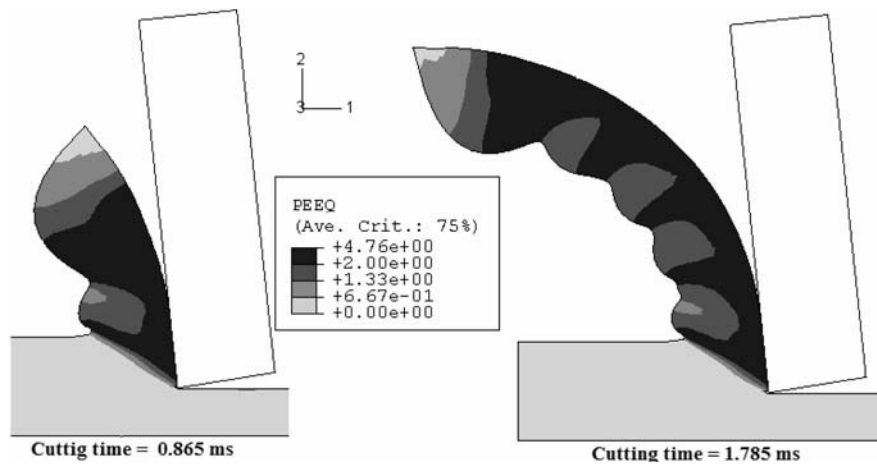 2
3
1
PEEQ
(Ave. Crit.: 75%)
+4.76e+00
+2.00e+00
+1.33e+00
+6.67e-01
+0.00e+00
Cuttig time = 0.865 ms
Cutting time = 1.785 ms